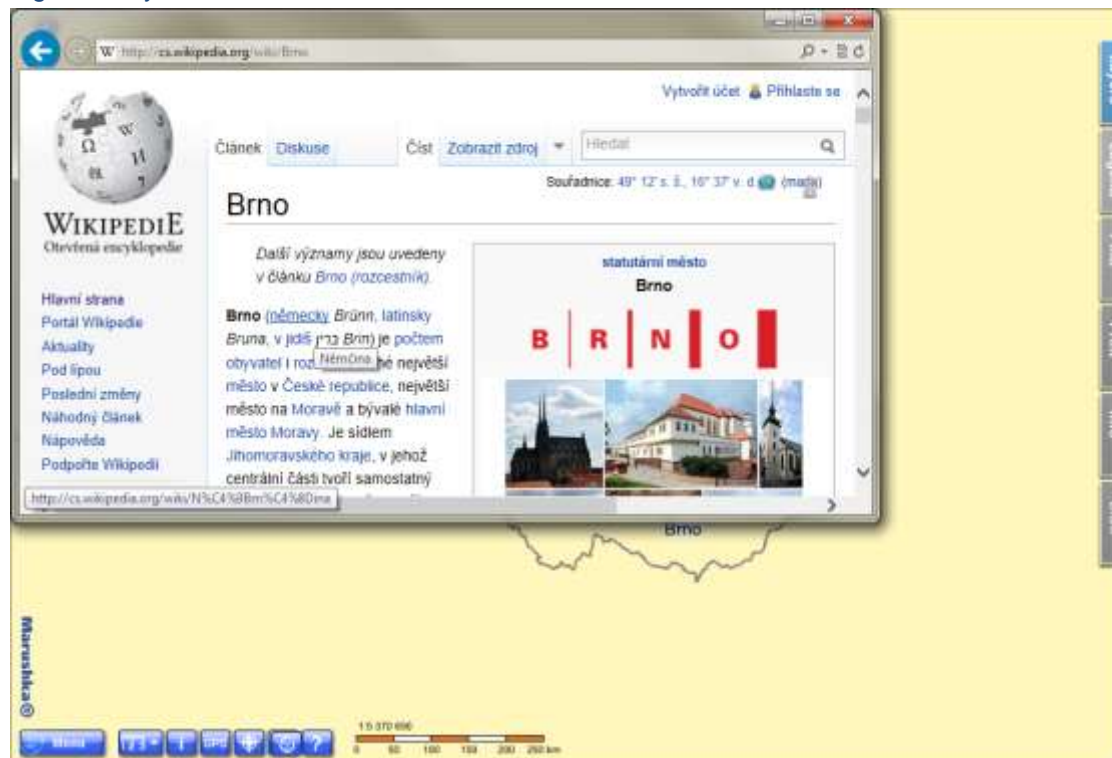 http://cs.wikipedia.org/wiki/Brno
Vytvořit účet Přihlaste se
Článek Diskuse Číst Zobrazit zdroj Hledat
Souřadnice: 49° 12′ s. š., 16° 37′ v. d.
WIKIPEDIE
Otevřená encyklopedie
Brno
Další významy jsou uvedeny
v článku Brno (rozcestník).
Hlavní strana
Portál Wikipedie
Aktuality
Pod lípou
Poslední změny
Náhodný článek
Nápověda
Podpořte Wikipedii
Brno (německy Brünn, latinsky
Bruna, v jidiš ברין Brin) je počtem
obyvatel i největší
Němčina
město v České republice, největší
město na Moravě a bývalé hlavní
město Moravy. Je sídlem
Jihomoravského kraje, v jehož
centrální části tvoří samostatný
statutární město
Brno
B R N O
http://cs.wikipedia.org/wiki/N%C4%9Bm%C4%8Dina
Brno
Marushka®
Menu GPS ?
0 50 100 150 200 250 km